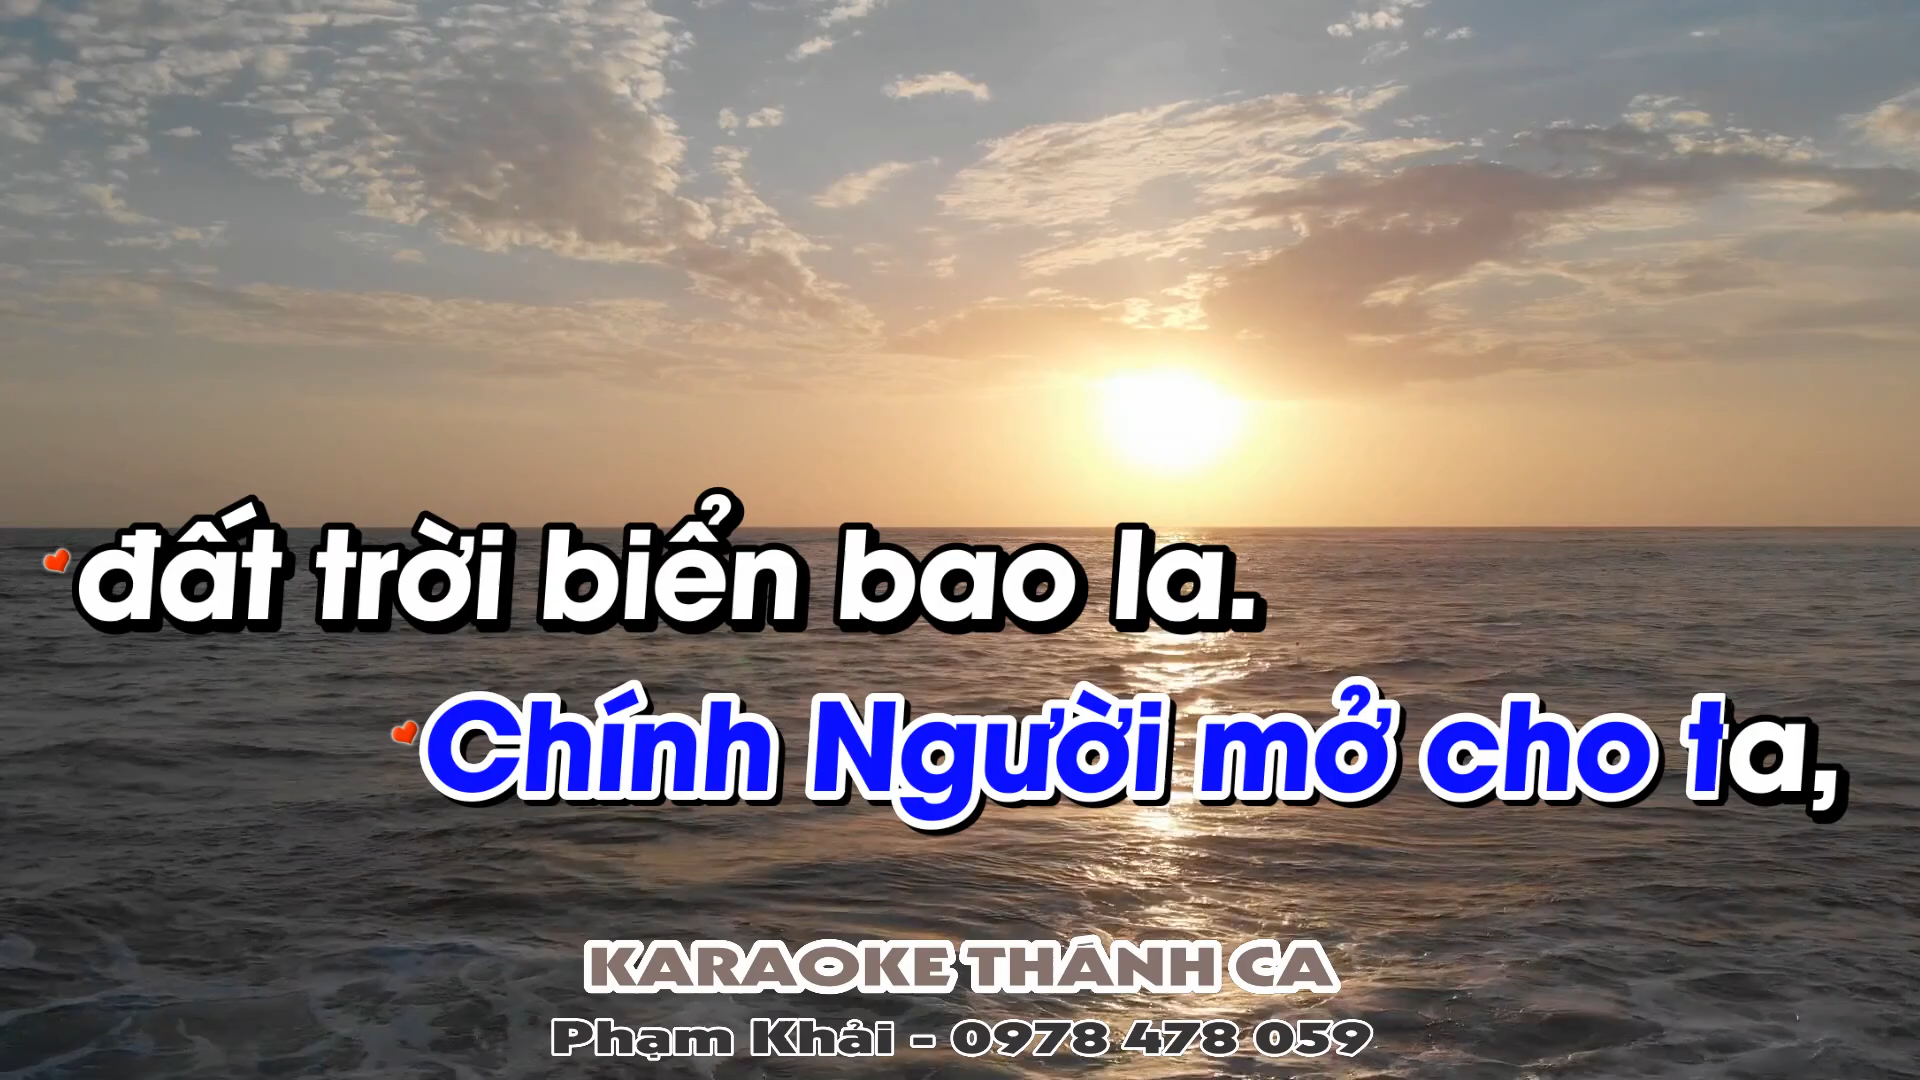 đất trời biển bao la.
Chính Người mở cho ta,
KARAOKE THÁNH CA
Phạm Khải - 0978 478 059